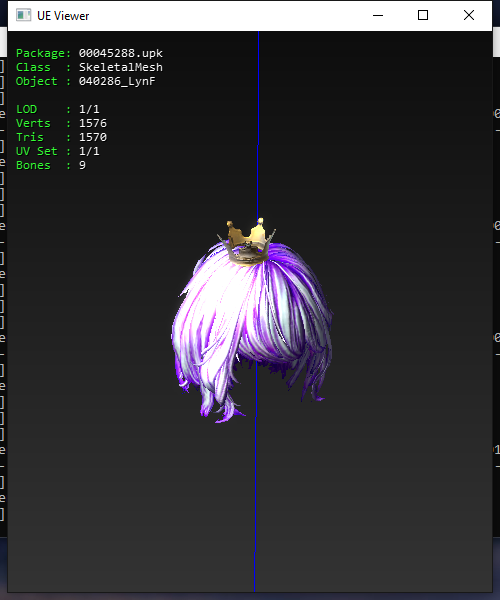 UE Viewer
Package: 00045288.upk
Class : SkeletalMesh
Object : 040286_LynF
LOD : 1/1
Verts : 1576
Tris : 1570
UV Set : 1/1
Bones : 9